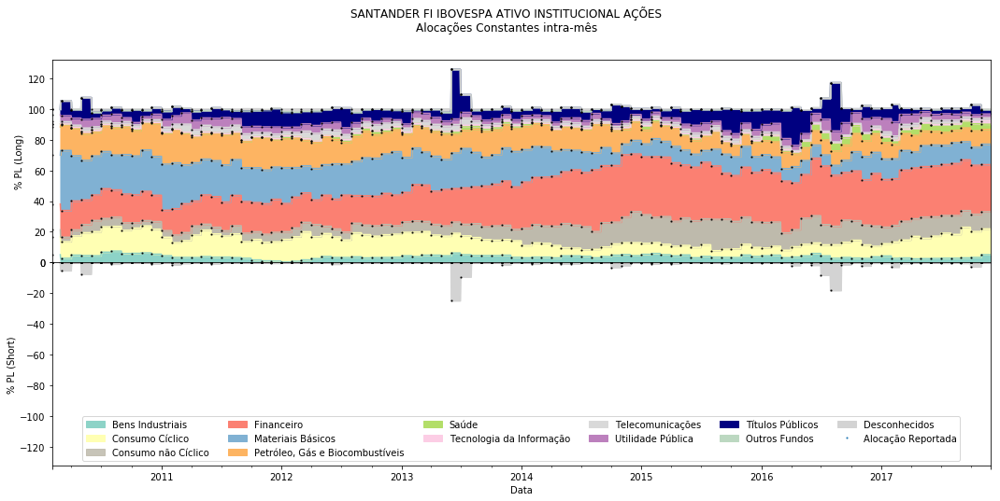 SANTANDER FI IBOVESPA ATIVO INSTITUCIONAL AÇÕES
Alocações Constantes intra-mês
% PL (Long)
120
100
80
60
40
20
0
0
−20
−40
−60
−80
−100
−120
% PL (Short)
Bens Industriais
Consumo Cíclico
Consumo não Cíclico
Financeiro
Materiais Básicos
Petróleo, Gás e Biocombustíveis
Saúde
Tecnologia da Informação
Telecomunicações
Utilidade Pública
Títulos Públicos
Outros Fundos
Desconhecidos
Alocação Reportada
2011 2012 2013 2014 2015 2016 2017
Data